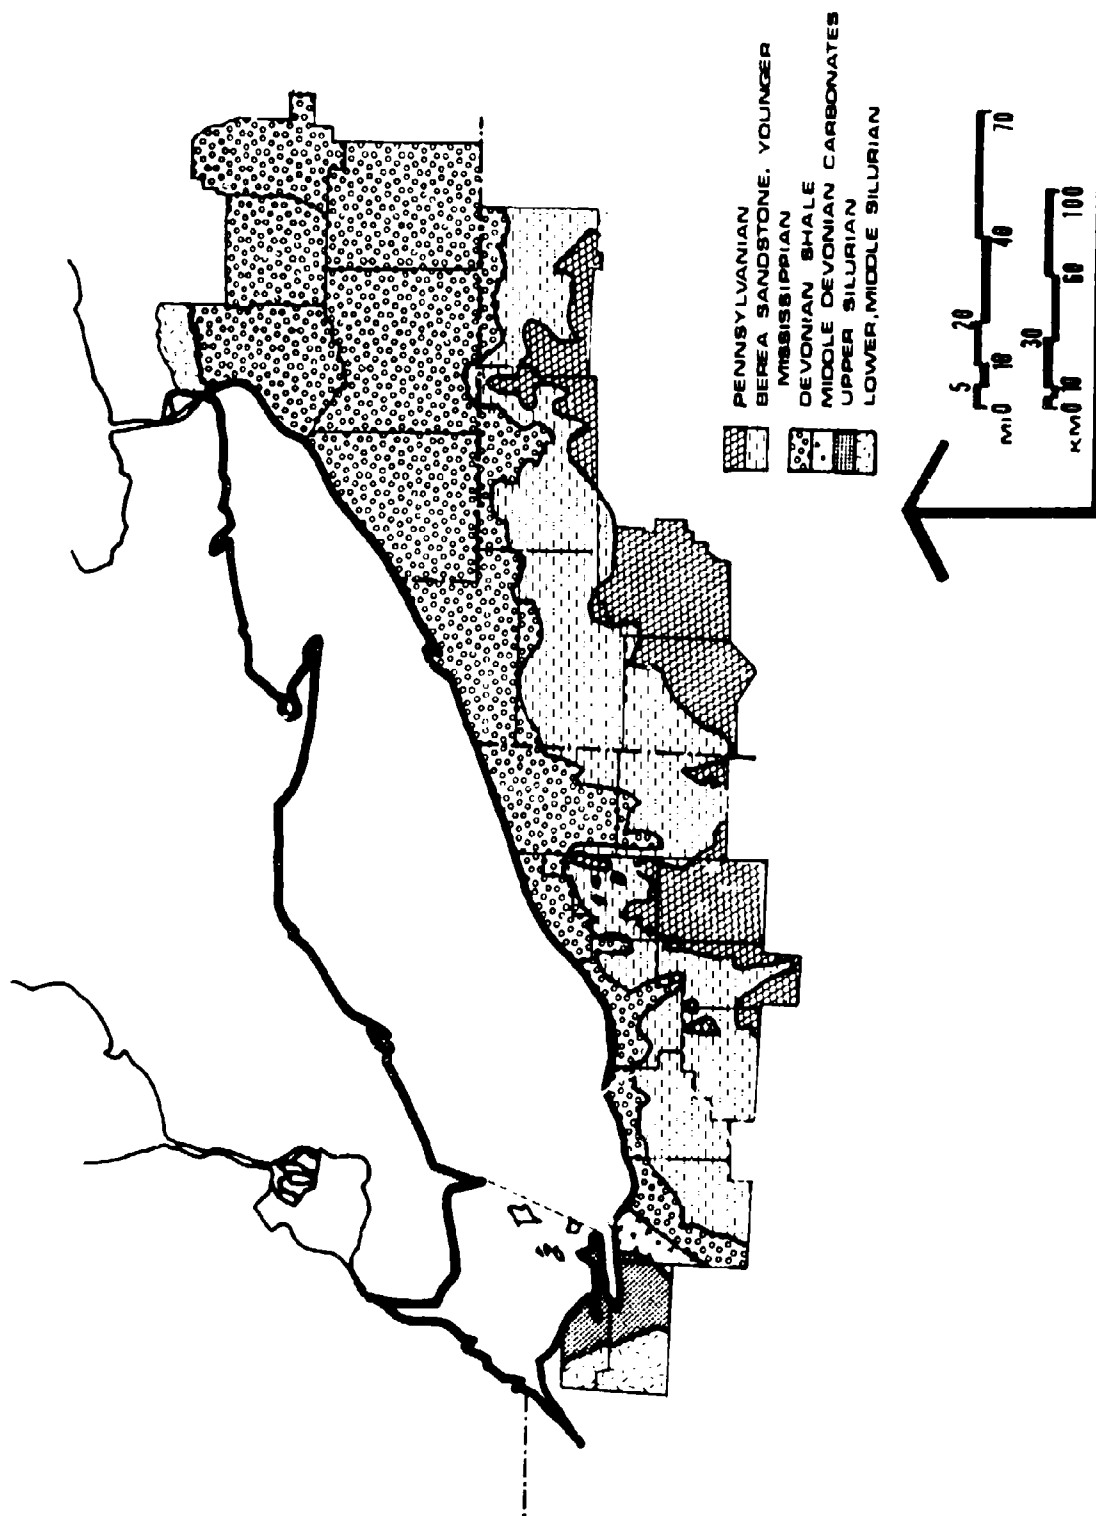 PENNSYLVANIAN
BEREA SANDSTONE, YOUNGER
MISSISSIPPIAN
DEVONIAN SHALE
MIDDLE DEVONIAN CARBONATES
UPPER SILURIAN
LOWER, MIDDLE SILURIAN
MI 0 5 10 20 40 70
KM 0 10 30 60 100